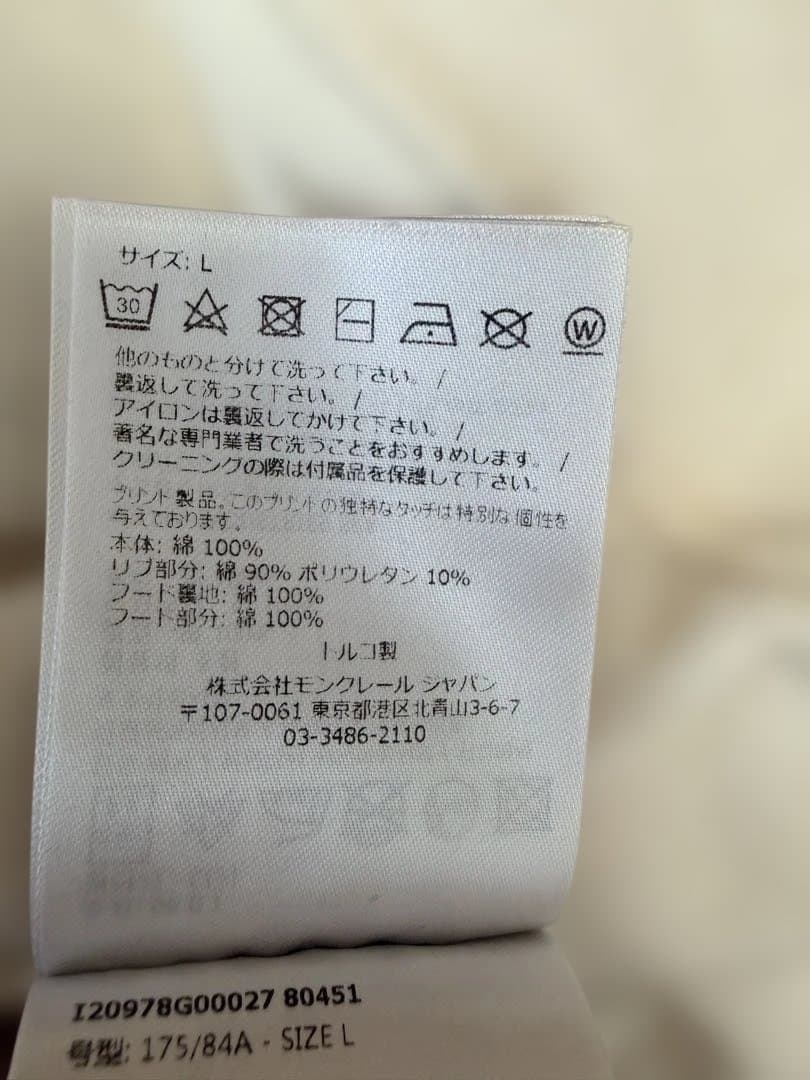 サイズ: L
30
W
他のものと分けて洗って下さい。 /
裏返して洗って下さい。 /
アイロンは裏返してかけて下さい。 /
著名な専門業者で洗うことをおすすめします。 /
クリーニングの際は付属品を保護して下さい。
プリント製品。このプリントの独特なタッチは特別な個性を
与えております。
本体: 綿 100%
リブ部分: 綿 90% ポリウレタン 10%
フード裏地: 綿 100%
フード部分: 綿 100%
トルコ製
株式会社モンクレール ジャパン
〒107-0061 東京都港区北青山3-6-7
03-3486-2110
I20978G00027 80451
号型: 175/84A - SIZE L